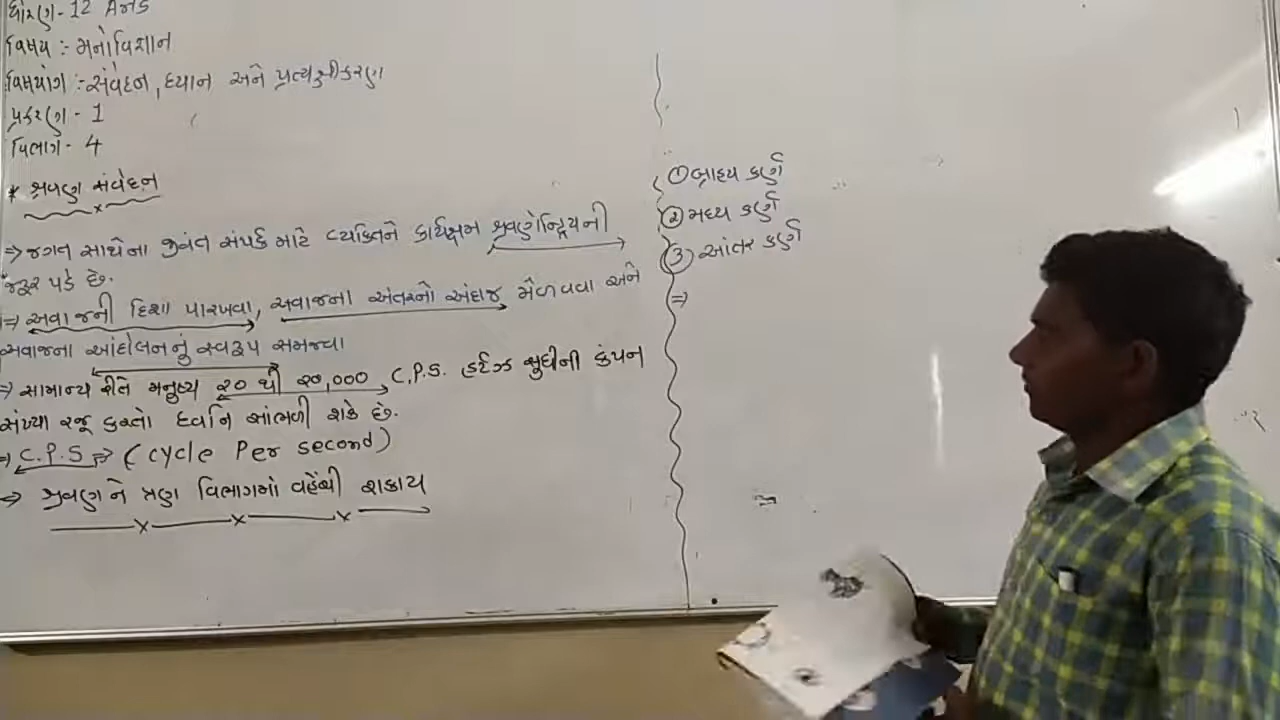 ધોરણ- 12 Arts
વિષય :- મનોવિજ્ઞાન
વિષયાંગ :- સંવેદન, ધ્યાન અને પ્રત્યક્ષીકરણ
પ્રકરણ - 1
વિભાગ- 4
* શ્રવણ સંવેદન
⇒ જગત સાથેના જીવંત સંપર્ક માટે વ્યક્તિને કાર્યક્ષમ શ્રવણેન્દ્રિયની
જરૂર પડે છે.
⇒ અવાજની દિશા પારખવા, અવાજના અંતરનો અંદાજ મેળવવા અને
અવાજના આંદોલનનું સ્વરૂપ સમજવા
⇒ સામાન્ય રીતે મનુષ્ય ૨૦ થી ૨૦,૦૦૦ C.P.S. હર્ટઝ સુધીની કંપન
સંખ્યા રજૂ કરતો ધ્વનિ સાંભળી શકે છે.
⇒ C.P.S ⇒ (cycle Per second)
⇒ શ્રવણ ને ત્રણ વિભાગમાં વહેંચી શકાય
① બાહ્ય કર્ણ
② મધ્ય કર્ણ
③ આંતર કર્ણ
⇒